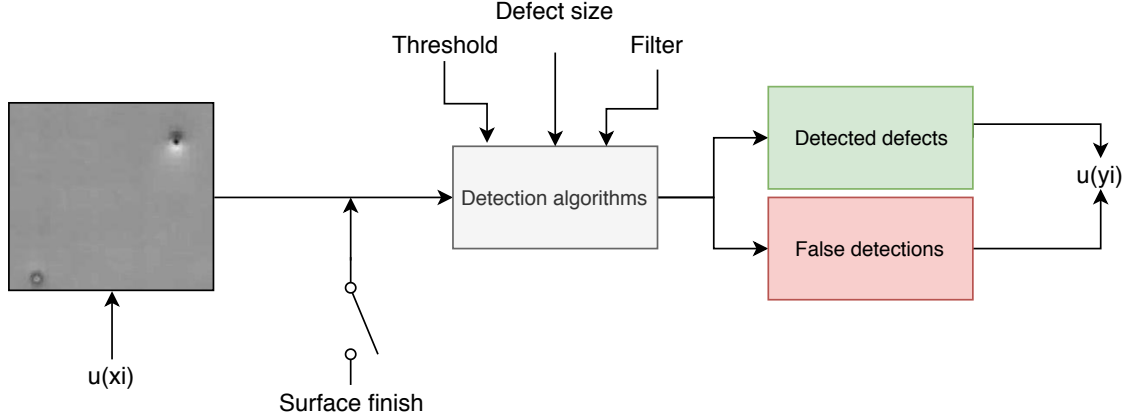 Defect size
Threshold
Filter
Detected defects
Detection algorithms
u(yi)
False detections
u(xi)
Surface finish